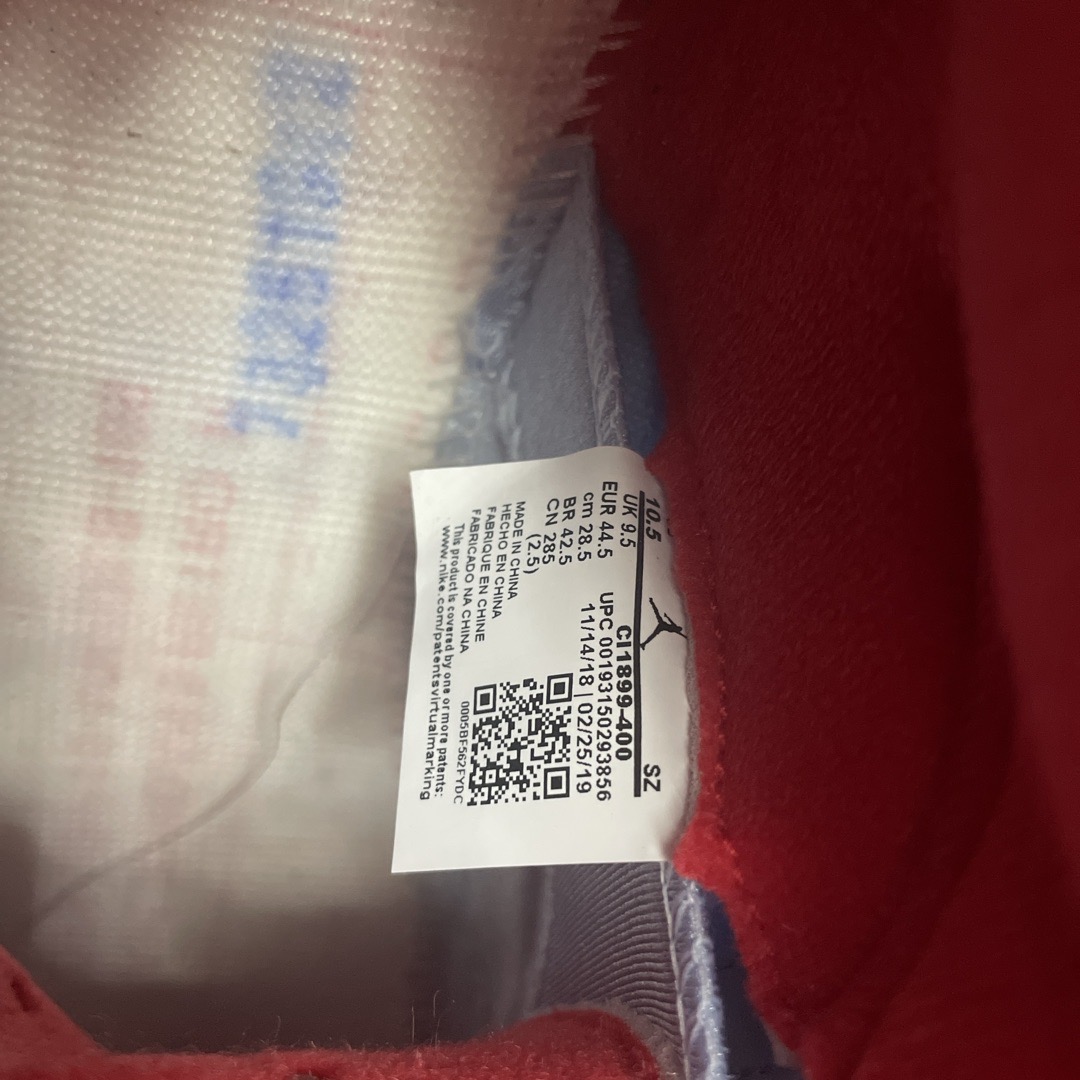 10.5 SZ
UK 9.5 CI1899-400
EUR 44.5 UPC 00193150293856
cm 28.5 11/14/18 | 02/25/19
BR 42.5
CN 285
(2.5)
MADE IN CHINA
HECHO EN CHINA
FABRIQUE EN CHINE
FABRICADO NA CHINA 0005BF562FYDC
This product is covered by one or more patents:
www.nike.com/patentsvirtualmarking